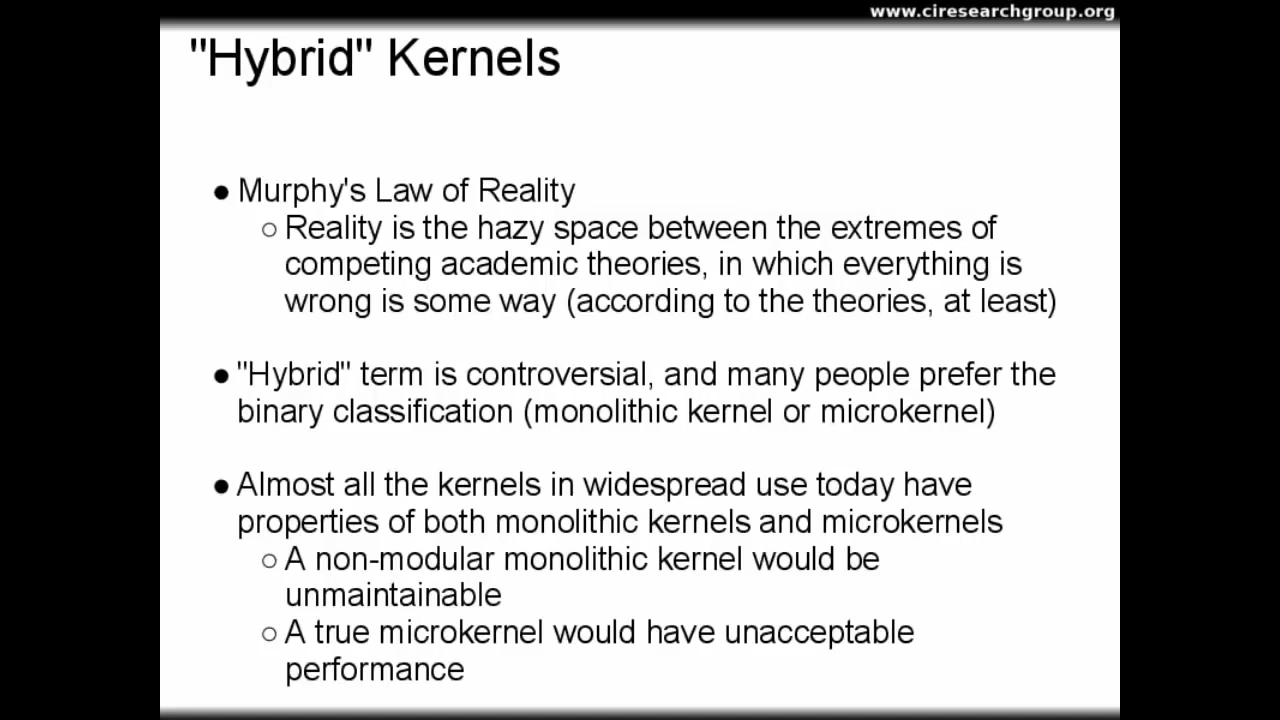 www.ciresearchgroup.org
"Hybrid" Kernels
● Murphy's Law of Reality
○ Reality is the hazy space between the extremes of
competing academic theories, in which everything is
wrong is some way (according to the theories, at least)
● "Hybrid" term is controversial, and many people prefer the
binary classification (monolithic kernel or microkernel)
● Almost all the kernels in widespread use today have
properties of both monolithic kernels and microkernels
○ A non-modular monolithic kernel would be
unmaintainable
○ A true microkernel would have unacceptable
performance